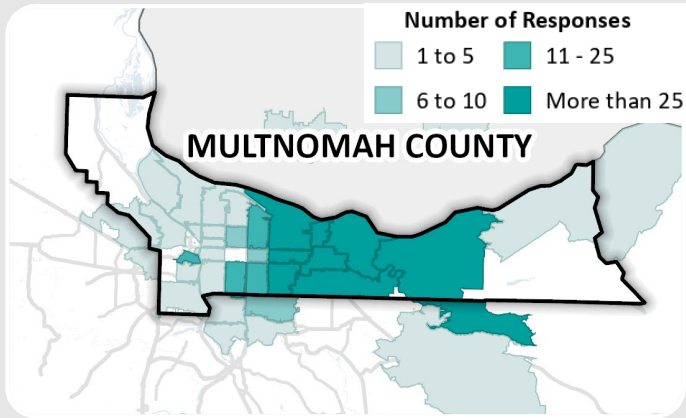 Number of Responses
1 to 5
11 - 25
6 to 10
More than 25
MULTNOMAH COUNTY